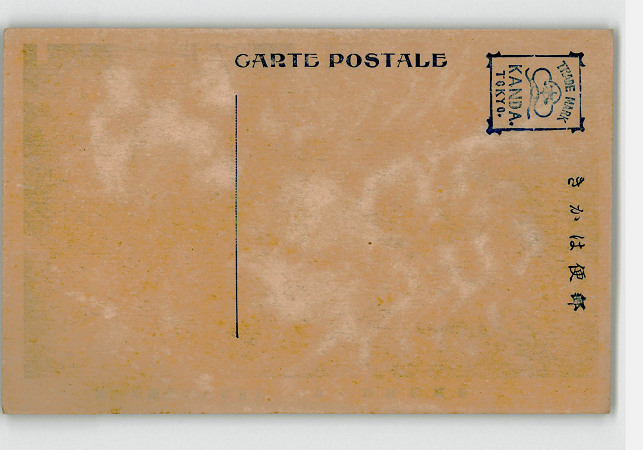 CARTE POSTALE
TRADE MARK
KANDA.
TOKYO.
きかは便郵